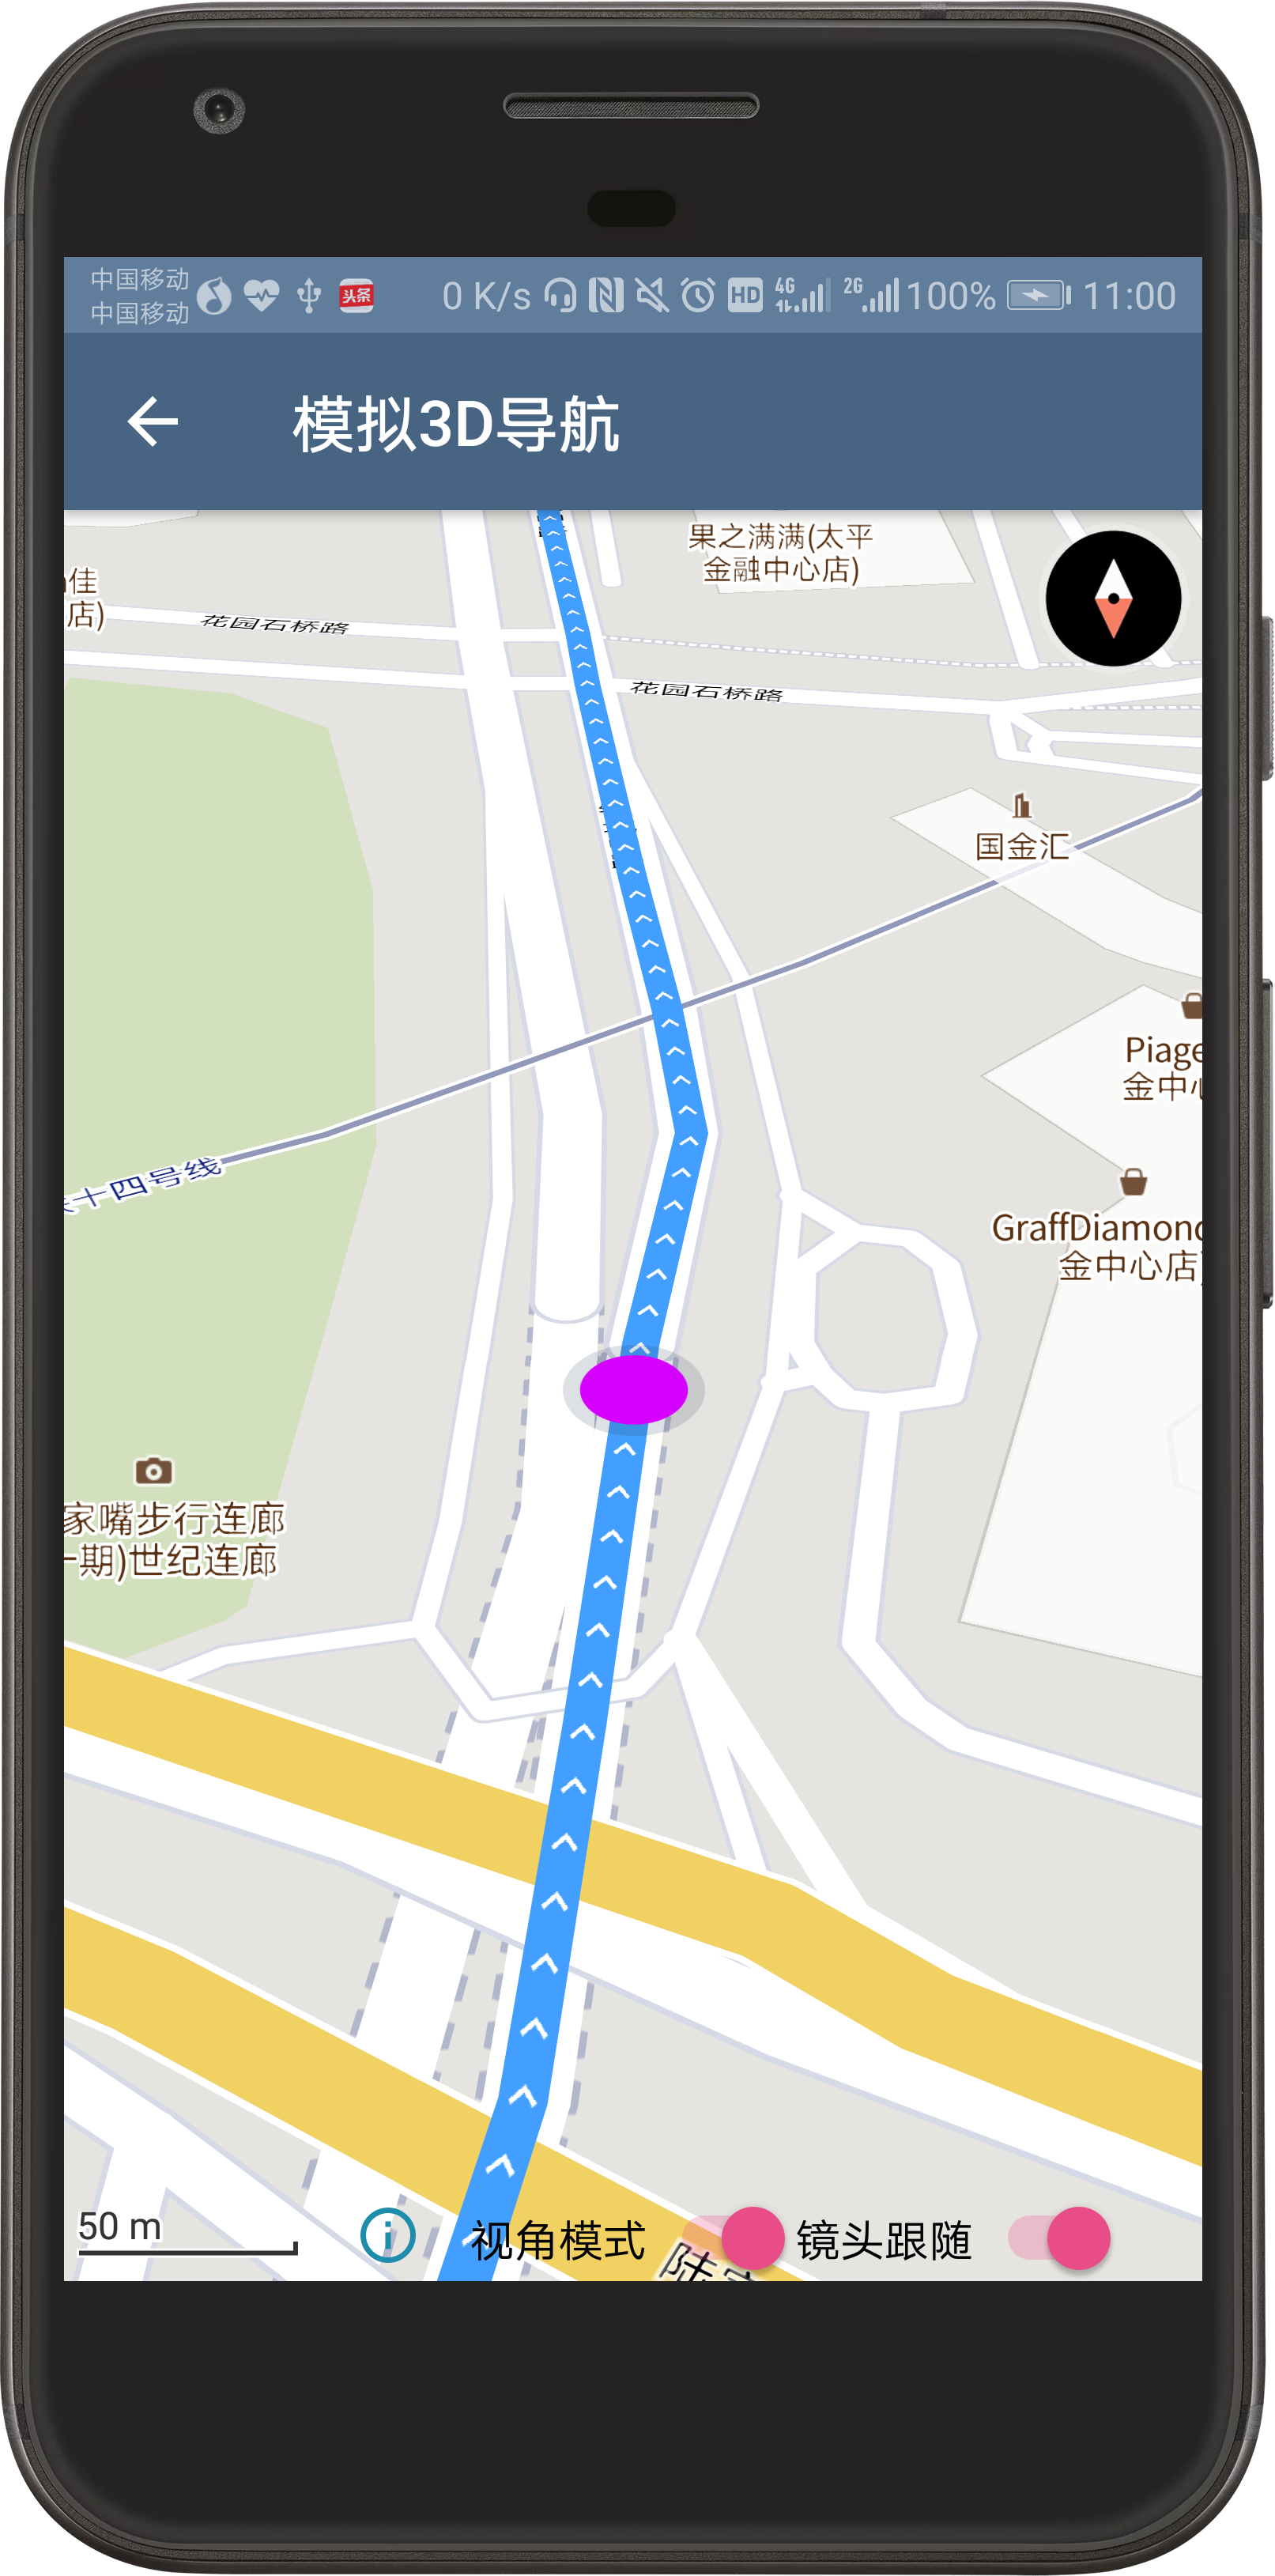 中国移动
中国移动
头条
0 K/s
HD
4G
2G
100%
11:00
模拟3D导航
果之满满(太平
金融中心店)
佳
店)
花园石桥路
花园石桥路
国金汇
Piage
金中心
十四号线
GraffDiamond
金中心店)
家嘴步行连廊
一期)世纪连廊
50 m
视角模式
镜头跟随
陆